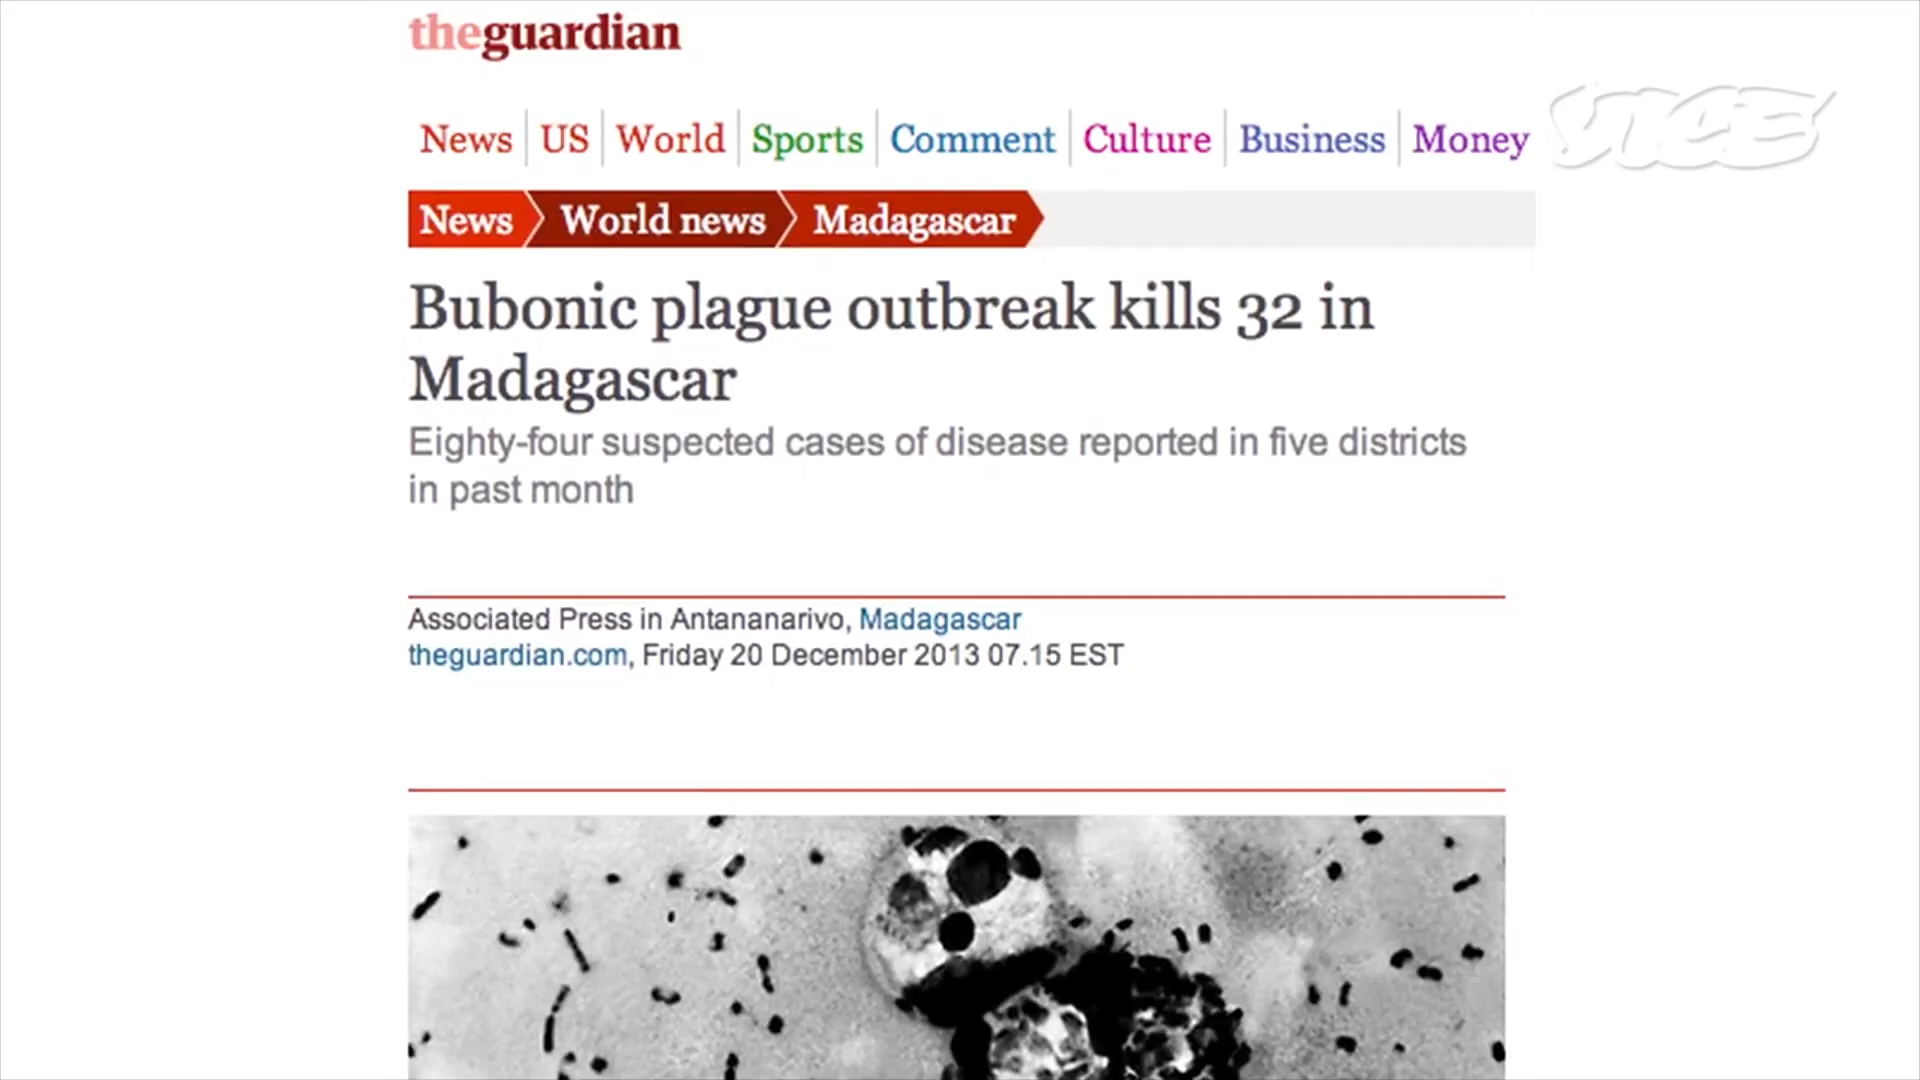 theguardian
News US World Sports Comment Culture Business Money
VICE
News World news Madagascar
Bubonic plague outbreak kills 32 in
Madagascar
Eighty-four suspected cases of disease reported in five districts
in past month
Associated Press in Antananarivo, Madagascar
theguardian.com, Friday 20 December 2013 07.15 EST